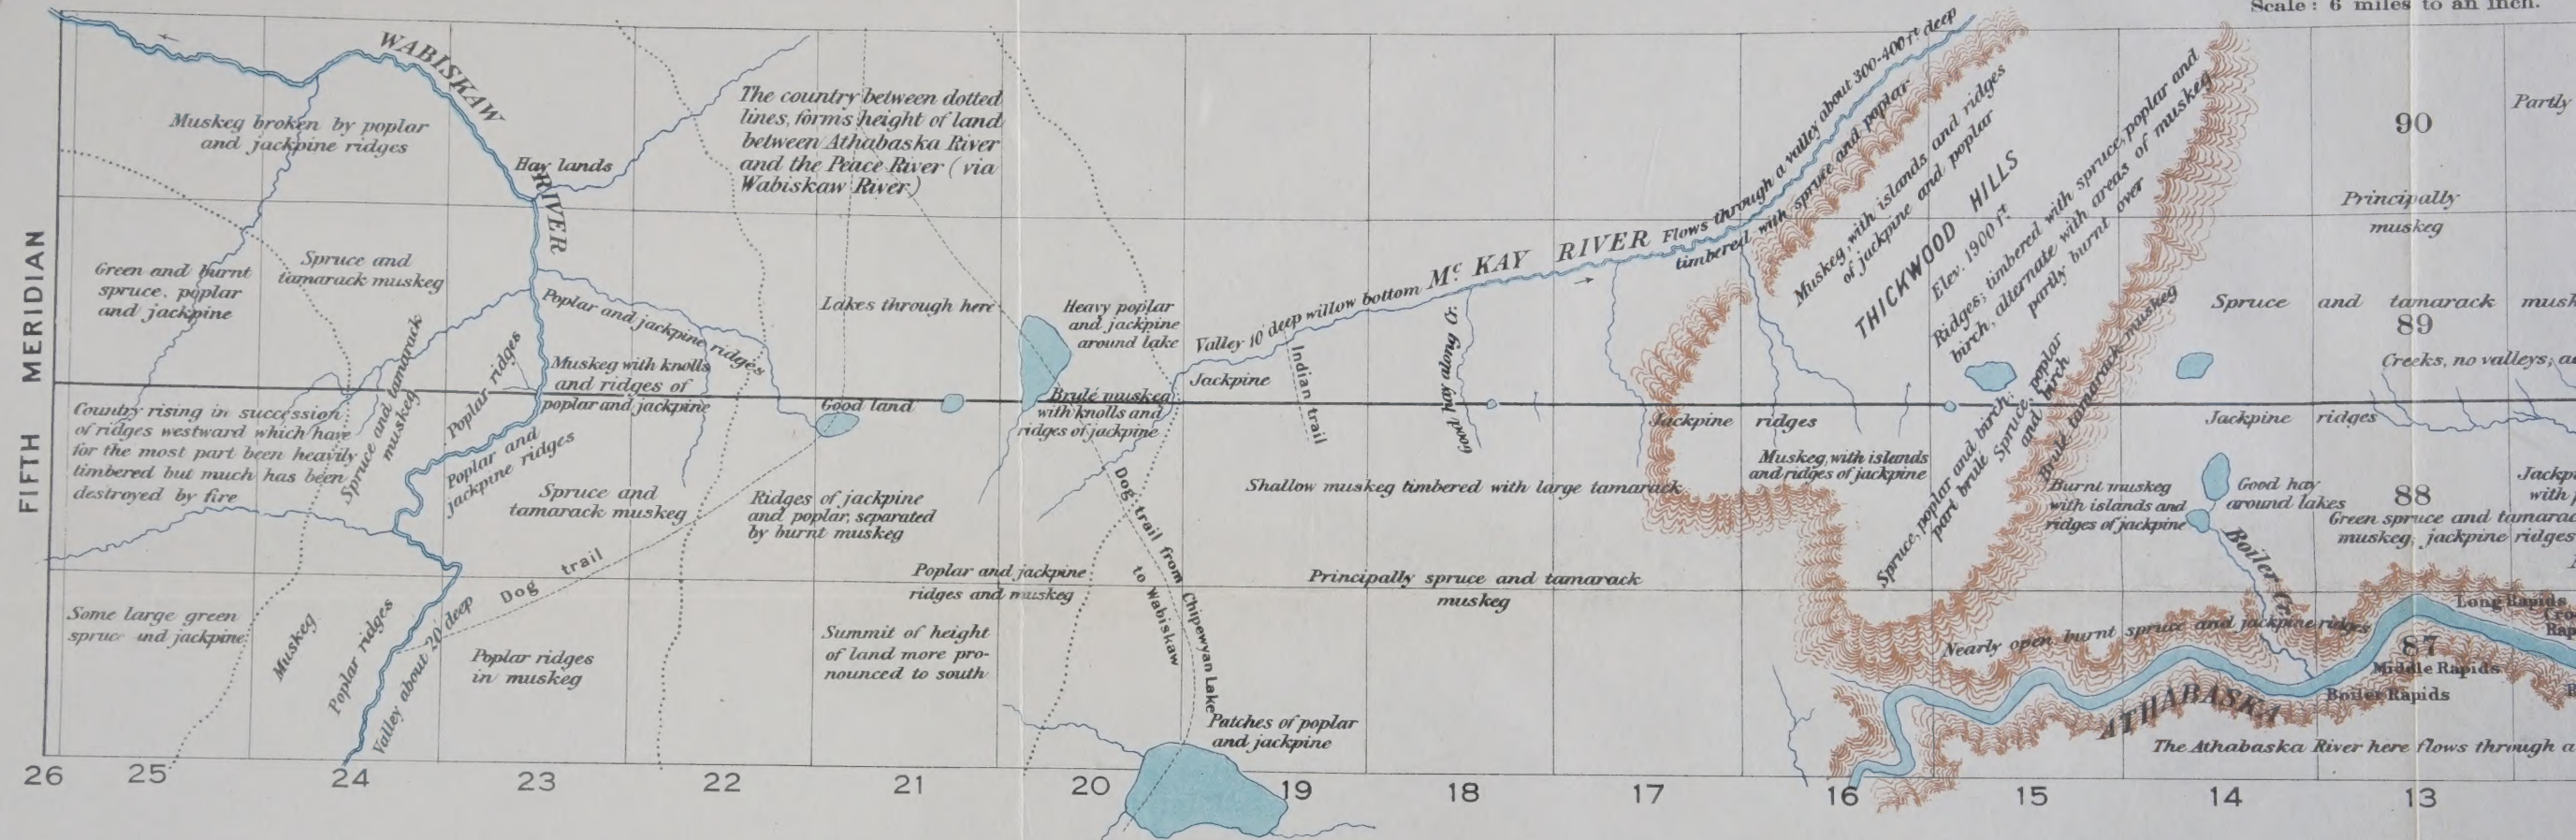 Scale: 6 miles to an inch.
FIFTH MERIDIAN
WABISKAW
RIVER
Muskeg broken by poplar
and jackpine ridges
Hay lands
The country between dotted
lines, forms height of land
between Athabaska River
and the Peace River (via
Wabiskaw River)
Green and burnt
spruce, poplar
and jackpine
Spruce and
tamarack muskeg
Poplar and jackpine ridges
Lakes through here
Heavy poplar
and jackpine
around lake
Valley 10' deep willow bottom
Mc KAY RIVER
Flows through a valley about 300-400 ft deep
timbered with spruce and poplar
Muskeg, with islands and ridges
of jackpine and poplar
THICKWOOD HILLS
Elev. 1900 ft
Ridges; timbered with spruce, poplar and
birch, alternate with areas of muskeg
partly burnt over
90
Partly
Principally
muskeg
Spruce and tamarack musk
89
Creeks, no valleys; a
Country rising in succession
of ridges westward which have
for the most part been heavily
timbered but much has been
destroyed by fire
Spruce and tamarack
muskeg
Poplar ridges
Muskeg with knolls
and ridges of
poplar and jackpine
Good land
Brulé muskeg
with knolls and
ridges of jackpine
Jackpine
Indian trail
Good hay along Cr.
Jackpine ridges
Muskeg, with islands
and ridges of jackpine
Spruce, poplar and birch,
part brulé
Spruce, poplar
and birch
Brulé tamarack muskeg
Jackpine ridges
Poplar and
jackpine ridges
Spruce and
tamarack muskeg
Ridges of jackpine
and poplar, separated
by burnt muskeg
Shallow muskeg timbered with large tamarack
Burnt muskeg
with islands and
ridges of jackpine
Good hay
around lakes
88
Jackp
with
Green spruce and tamarac
muskeg, jackpine ridges
Boiler Cr.
Dog trail
Dog trail from Chipewyan Lake
to Wabiskaw
Poplar and jackpine
ridges and muskeg
Principally spruce and tamarack
muskeg
Some large green
spruce and jackpine
Muskeg
Poplar ridges
Valley about 20' deep
Poplar ridges
in muskeg
Summit of height
of land more pro-
nounced to south
Patches of poplar
and jackpine
Nearly open burnt spruce and jackpine ridges
Long Rapids
Cro
Rap
87
Middle Rapids
Boiler Rapids
B
ATHABASKA
The Athabaska River here flows through a
26 25 24 23 22 21 20 19 18 17 16 15 14 13